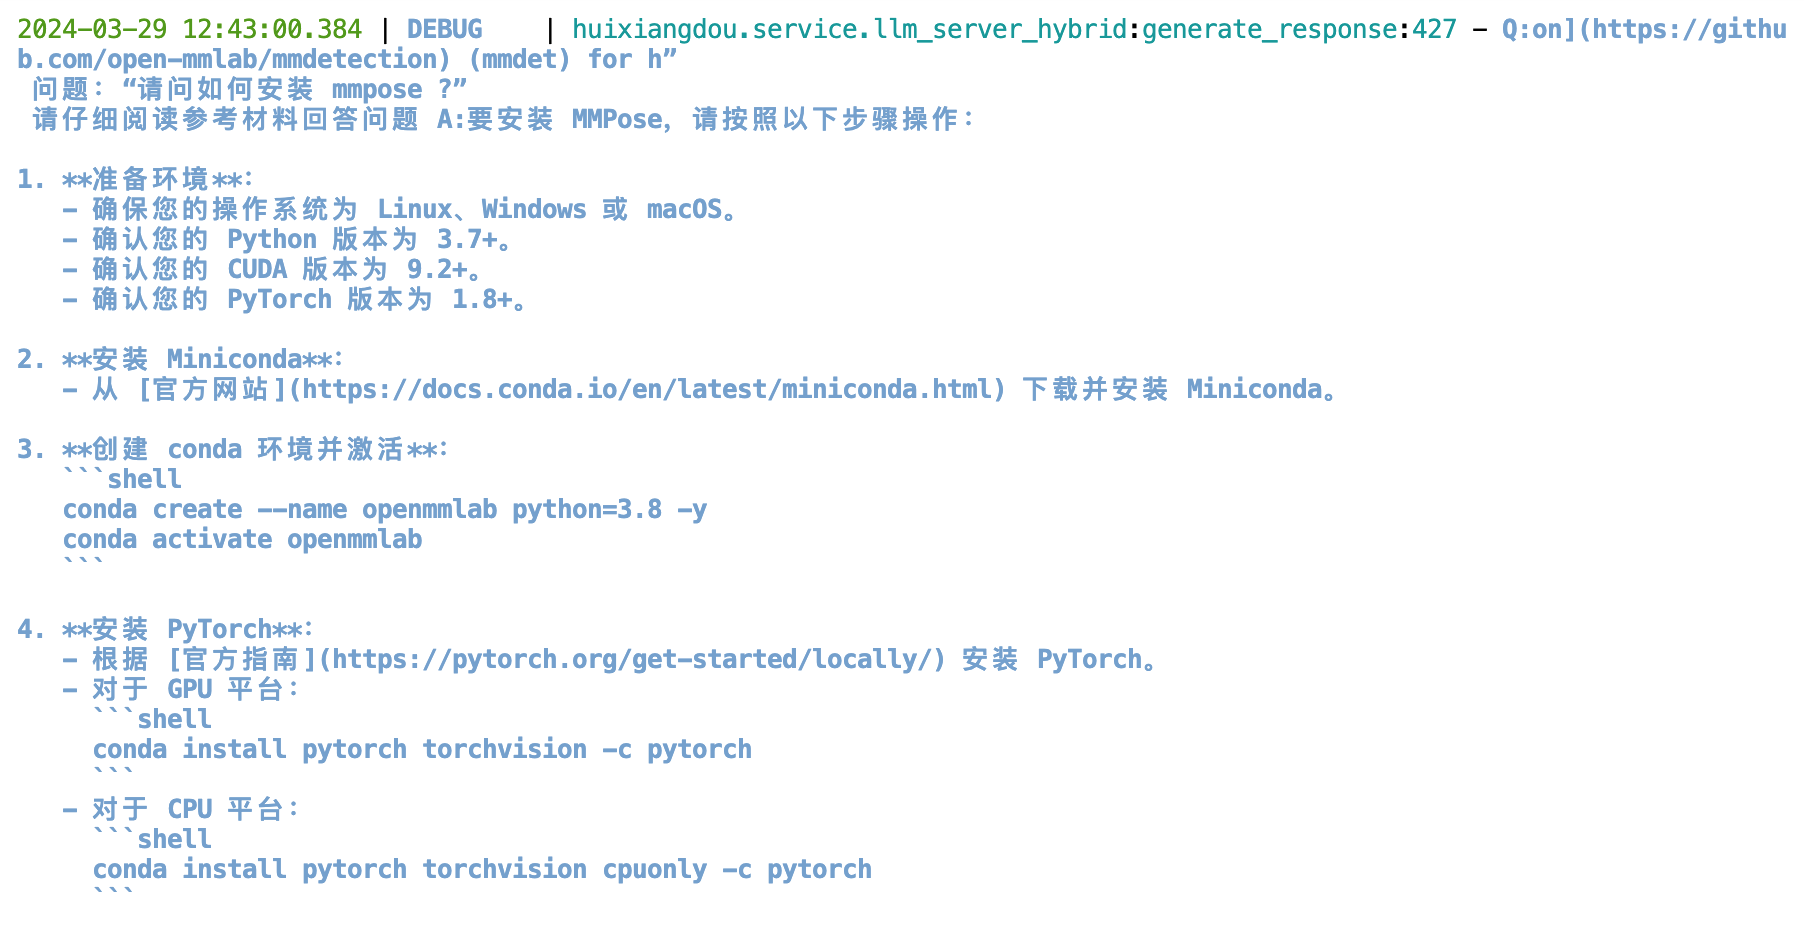 2024-03-29 12:43:00.384 | DEBUG    | huixiangdou.service.llm_server_hybrid:generate_response:427 - Q:on](https://githu
b.com/open-mmlab/mmdetection) (mmdet) for h”
 问题：“请问如何安装 mmpose ?”
 请仔细阅读参考材料回答问题 A:要安装 MMPose，请按照以下步骤操作：

1. **准备环境**：
   - 确保您的操作系统为 Linux、Windows 或 macOS。
   - 确认您的 Python 版本为 3.7+。
   - 确认您的 CUDA 版本为 9.2+。
   - 确认您的 PyTorch 版本为 1.8+。

2. **安装 Miniconda**：
   - 从 [官方网站](https://docs.conda.io/en/latest/miniconda.html) 下载并安装 Miniconda。

3. **创建 conda 环境并激活**：
   ```shell
   conda create --name openmmlab python=3.8 -y
   conda activate openmmlab
   ```

4. **安装 PyTorch**：
   - 根据 [官方指南](https://pytorch.org/get-started/locally/) 安装 PyTorch。
   - 对于 GPU 平台：
     ```shell
     conda install pytorch torchvision -c pytorch
     ```
   - 对于 CPU 平台：
     ```shell
     conda install pytorch torchvision cpuonly -c pytorch
     ```